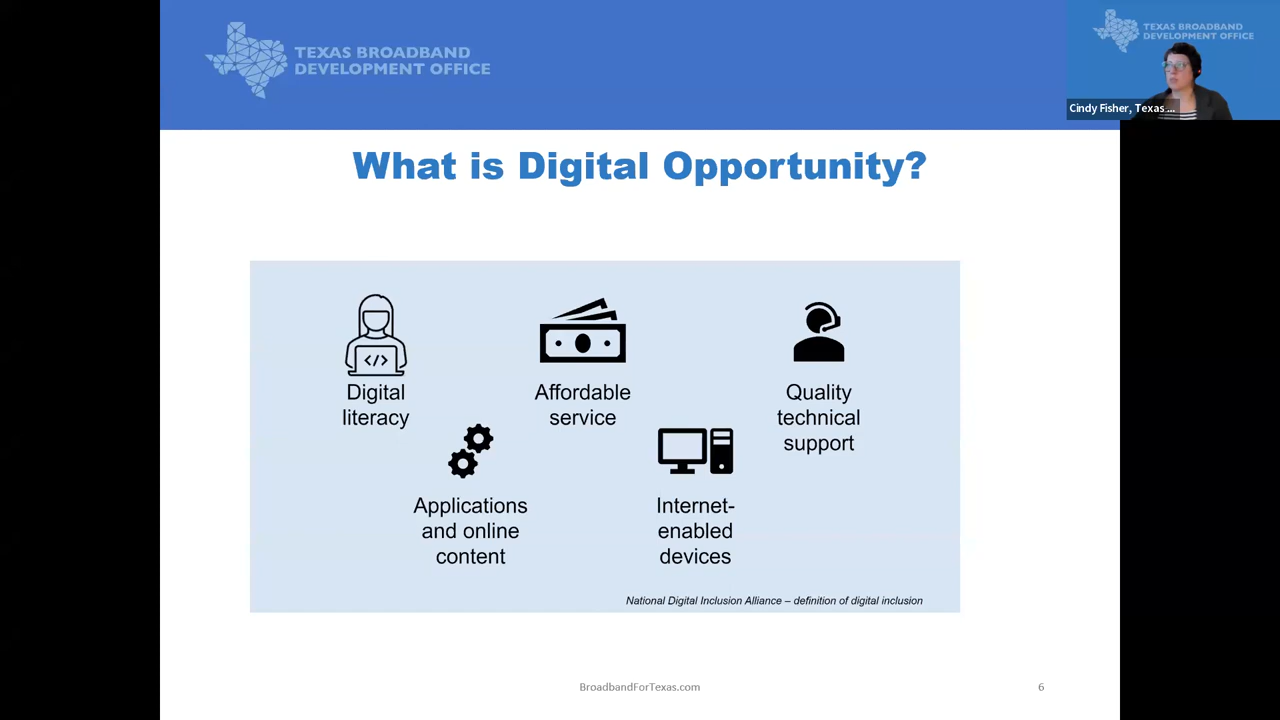 TEXAS BROADBAND
DEVELOPMENT OFFICE
TEXAS BROADBAND
DEVELOPMENT OFFICE
Cindy Fisher, Texas ...
What is Digital Opportunity?
</>
Digital
literacy
Affordable
service
Quality
technical
support
Applications
and online
content
Internet-
enabled
devices
National Digital Inclusion Alliance – definition of digital inclusion
BroadbandForTexas.com
6